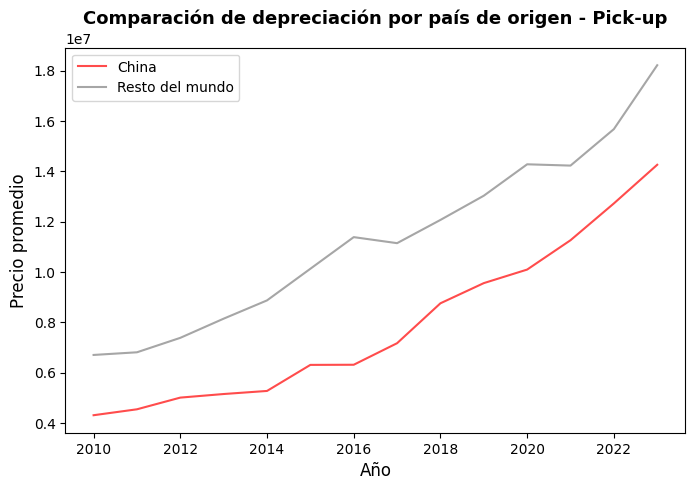 Comparación de depreciación por país de origen - Pick-up
1e7
China
Resto del mundo
1.8
1.6
1.4
1.2
1.0
0.8
0.6
0.4
Precio promedio
2010 2012 2014 2016 2018 2020 2022
Año